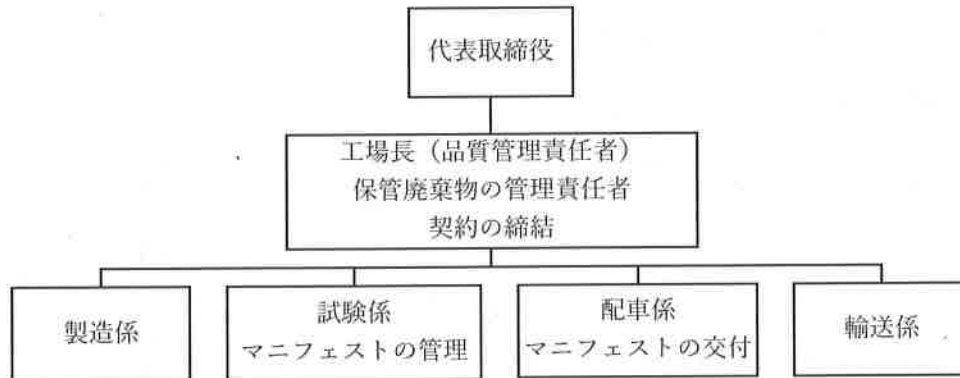 代表取締役
工場長（品質管理責任者）
保管廃棄物の管理責任者
契約の締結
製造係
試験係
マニフェストの管理
配車係
マニフェストの交付
輸送係